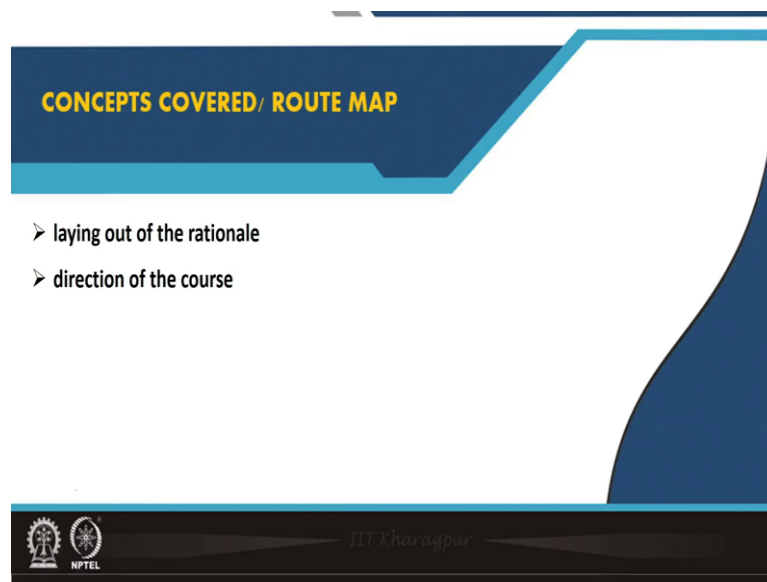 CONCEPTS COVERED/ ROUTE MAP
➢ laying out of the rationale
➢ direction of the course
IIT Kharagpur
NPTEL